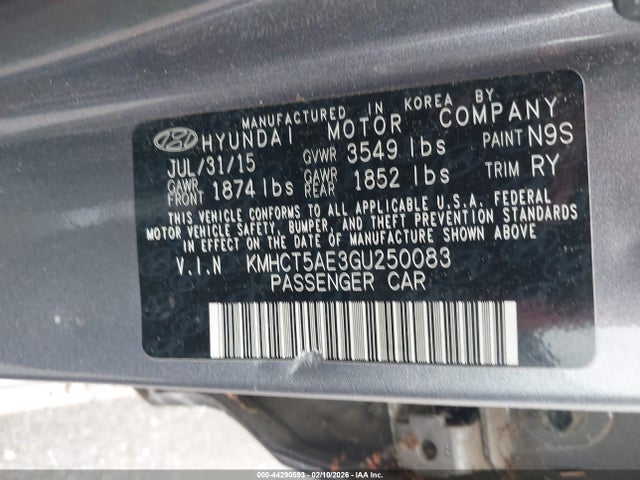 MANUFACTURED IN KOREA BY
HYUNDAI MOTOR COMPANY
JUL/31/15 GVWR 3549 lbs PAINT N9S
GAWR FRONT 1874 lbs GAWR REAR 1852 lbs TRIM RY
THIS VEHICLE CONFORMS TO ALL APPLICABLE U.S.A. FEDERAL
MOTOR VEHICLE SAFETY, BUMPER, AND THEFT PREVENTION STANDARDS
IN EFFECT ON THE DATE OF MANUFACTURE SHOWN ABOVE.
V.I.N KMHCT5AE3GU250083
PASSENGER CAR
000-44290593 - 02/10/2026 - COPYRIGHT IAA, LLC.